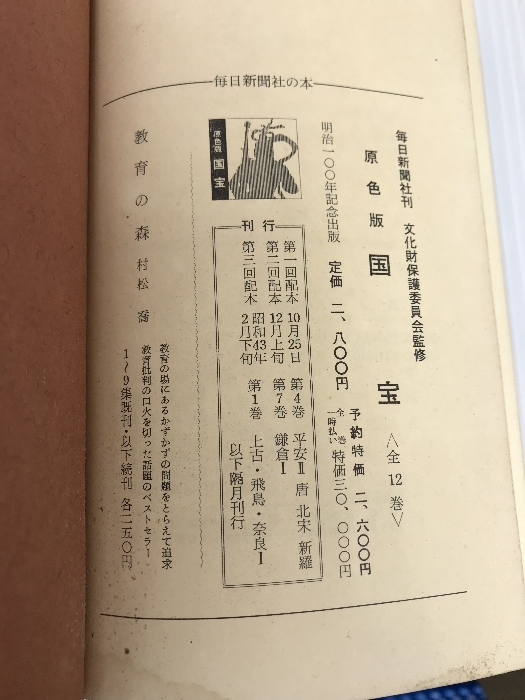 毎日新聞社の本
毎日新聞社刊 文化財保護委員会監修
原色版 国宝 〈全12巻〉
明治一〇〇年記念出版 定価 二、八〇〇円
予約特価 二、六〇〇円
全巻一時払い 特価三〇、〇〇〇円
原色版 国宝
刊行
第一回配本 10月25日 第4巻 平安Ⅱ 唐 北宋 新羅
第二回配本 12月上旬 第7巻 鎌倉Ⅰ
第三回配本 昭和43年2月下旬 第1巻 上古・飛鳥・奈良Ⅰ
以下隔月刊行
教育の森 村松 喬
教育の場にあるかずかずの問題をとらえて追求
教育批判の口火を切った話題のベストセラー
1〜9集既刊・以下続刊 各二五〇円